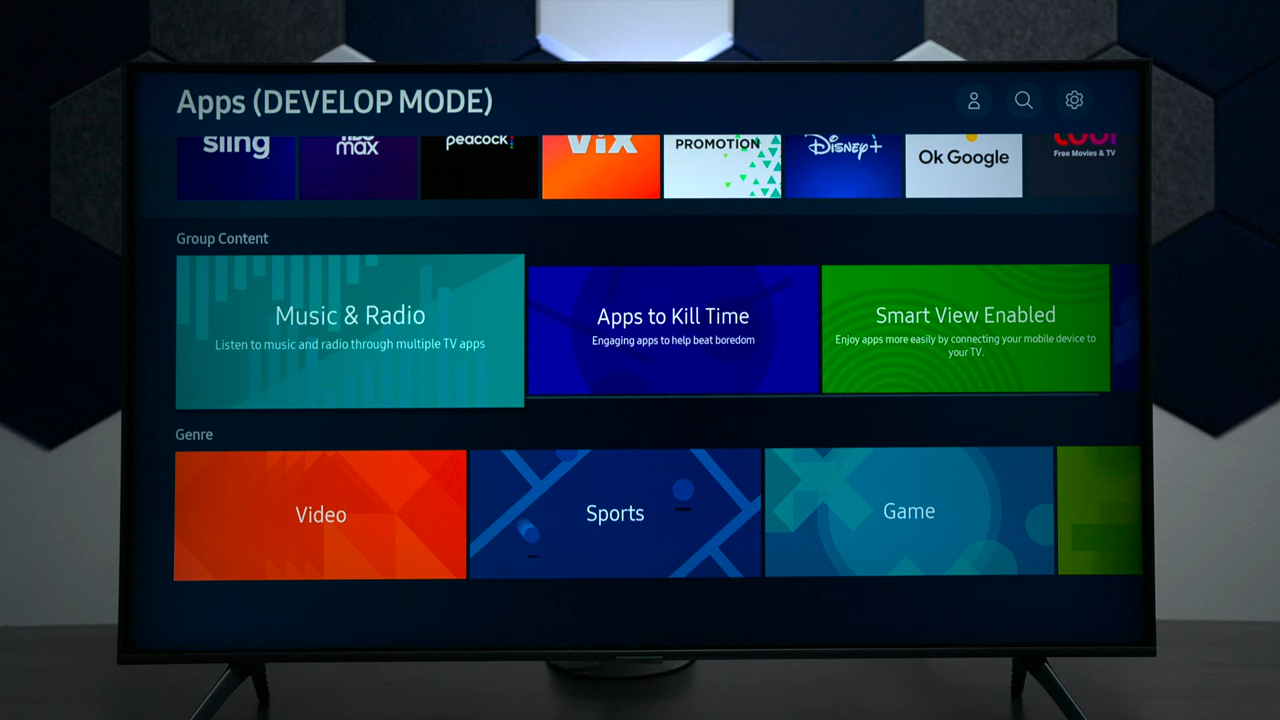 Apps (DEVELOP MODE)
sling
hbo
max
peacock
ViX
PROMOTION
Disney+
Ok Google
Free Movies & TV
Group Content
Music & Radio
Listen to music and radio through multiple TV apps
Apps to Kill Time
Engaging apps to help beat boredom
Smart View Enabled
Enjoy apps more easily by connecting your mobile device to
your TV.
Genre
Video
Sports
Game